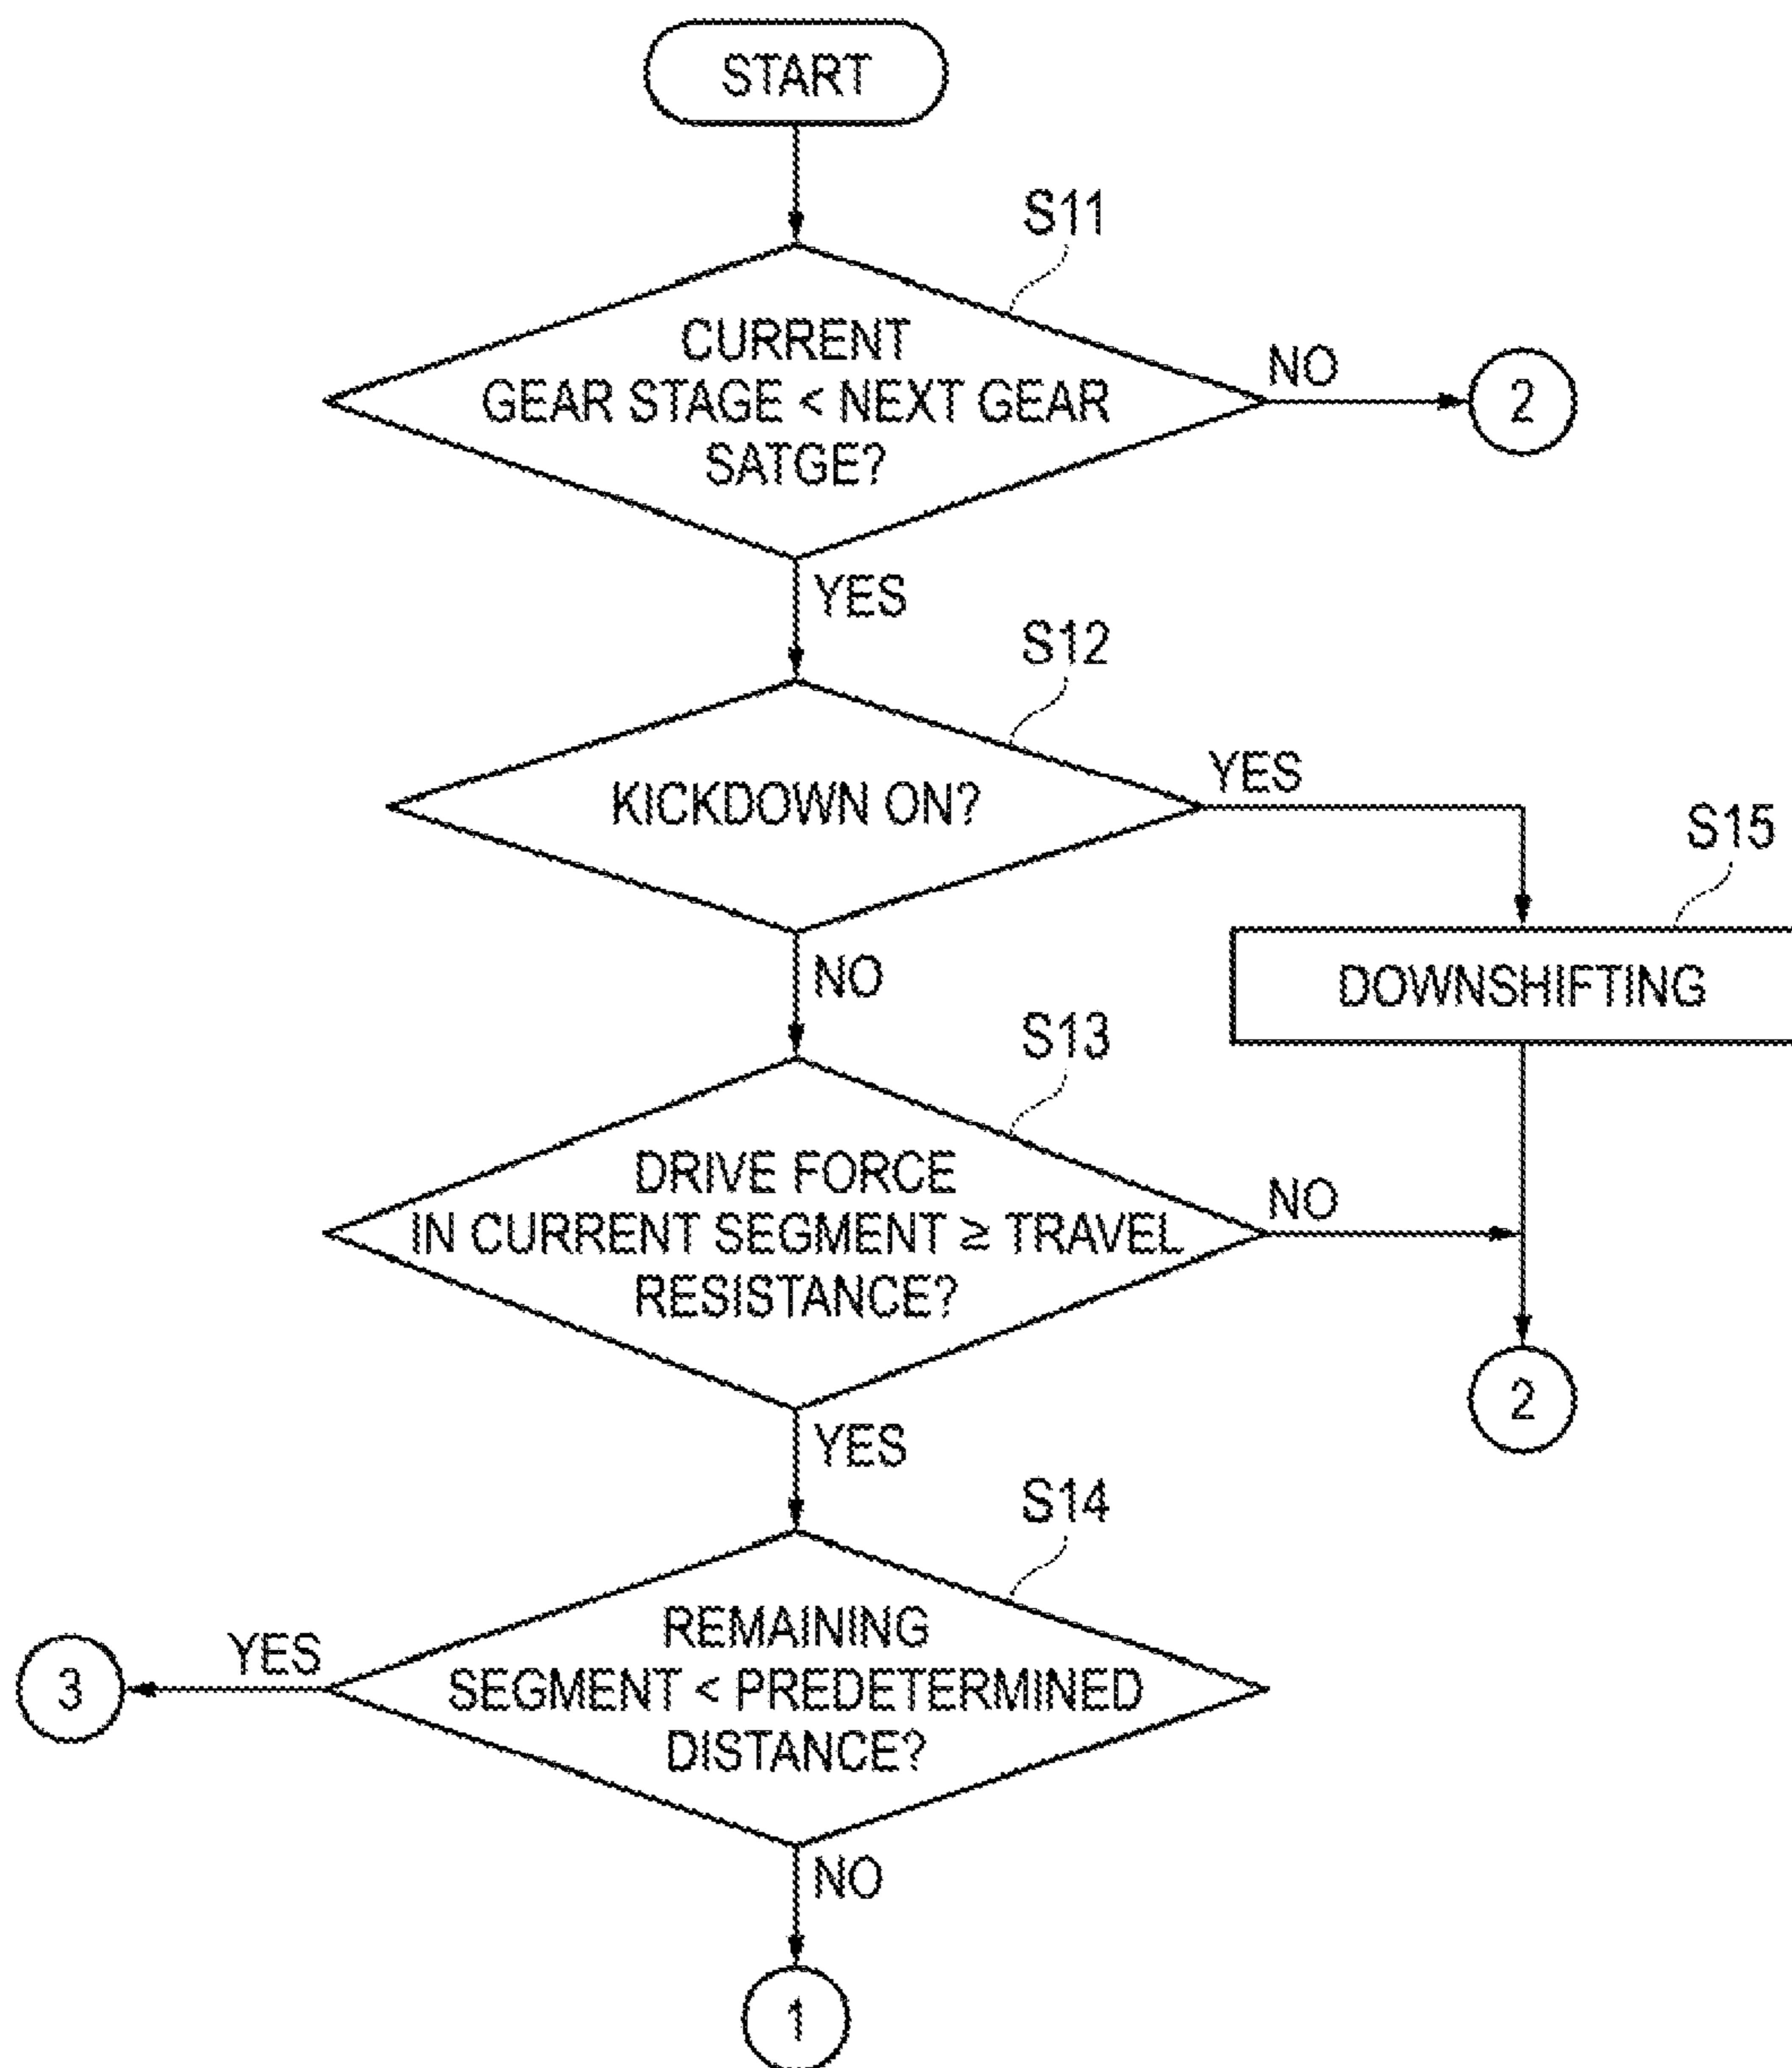 START
S11
CURRENT
GEAR STAGE < NEXT GEAR
SATGE?
NO
2
YES
S12
KICKDOWN ON?
YES
S15
DOWNSHIFTING
NO
S13
DRIVE FORCE
IN CURRENT SEGMENT ≥ TRAVEL
RESISTANCE?
NO
2
YES
S14
REMAINING
SEGMENT < PREDETERMINED
DISTANCE?
YES
3
NO
1